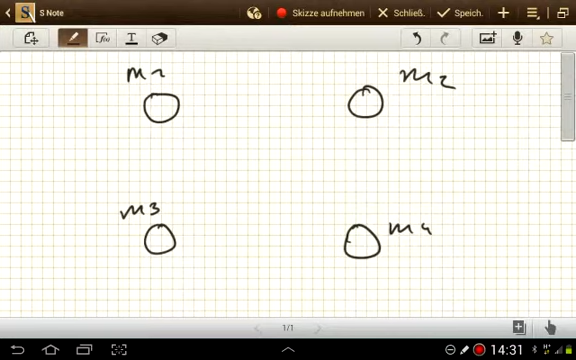 S Note
Skizze aufnehmen
Schließ.
Speich.
f(x)
T
m1
m2
m3
m4
1/1
14:31